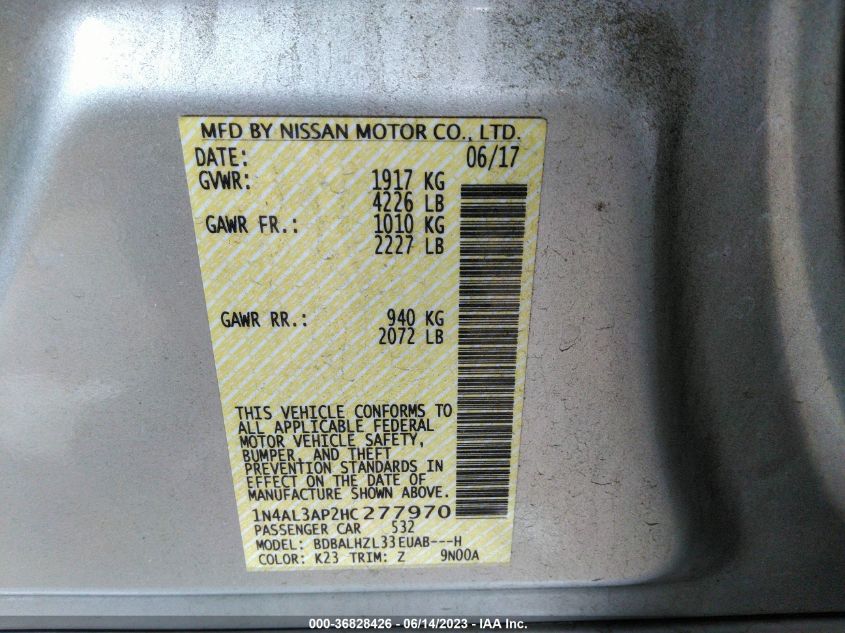 MFD BY NISSAN MOTOR CO., LTD.
DATE: 06/17
GVWR: 1917 KG
4226 LB
GAWR FR.: 1010 KG
2227 LB
GAWR RR.: 940 KG
2072 LB
THIS VEHICLE CONFORMS TO
ALL APPLICABLE FEDERAL
MOTOR VEHICLE SAFETY,
BUMPER, AND THEFT
PREVENTION STANDARDS IN
EFFECT ON THE DATE OF
MANUFACTURE SHOWN ABOVE.
1N4AL3AP2HC277970
PASSENGER CAR 532
MODEL: BDBALHZL33EUAB---H
COLOR: K23 TRIM: Z 9N00A
000-36828426 - 06/14/2023 - IAA Inc.